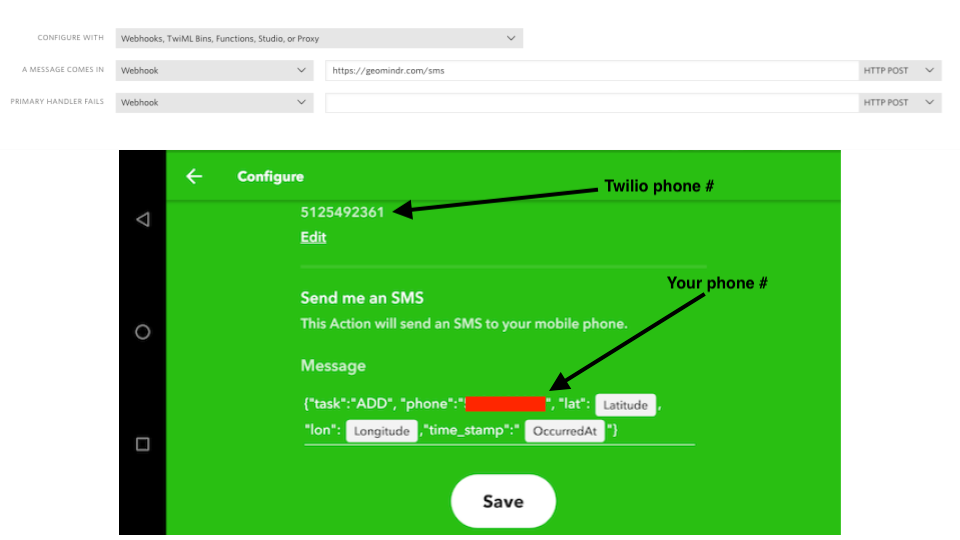 CONFIGURE WITH Webhooks, TwiML Bins, Functions, Studio, or Proxy
A MESSAGE COMES IN Webhook https://geomindr.com/sms HTTP POST
PRIMARY HANDLER FAILS Webhook HTTP POST
Configure
Twilio phone #
5125492361
Edit
Your phone #
Send me an SMS
This Action will send an SMS to your mobile phone.
Message
{"task":"ADD", "phone":" ", "lat": Latitude ,
"lon": Longitude ,"time_stamp":" OccurredAt "}
Save